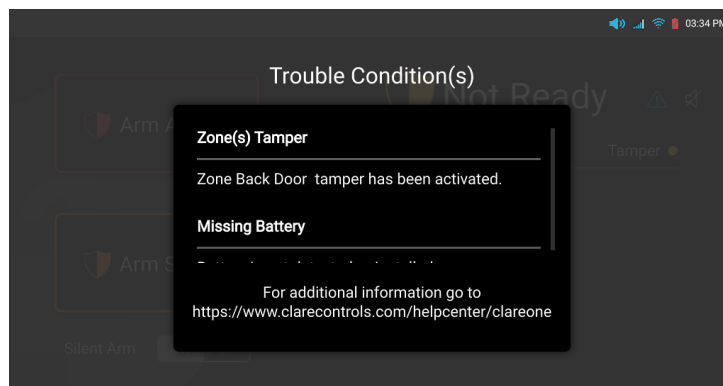 03:34 PM
Trouble Condition(s)
Not Ready
Arm
Zone(s) Tamper
Tamper
Zone Back Door tamper has been activated.
Missing Battery
Arm S
For additional information go to
https://www.clarecontrols.com/helpcenter/clareone
Silent Arm